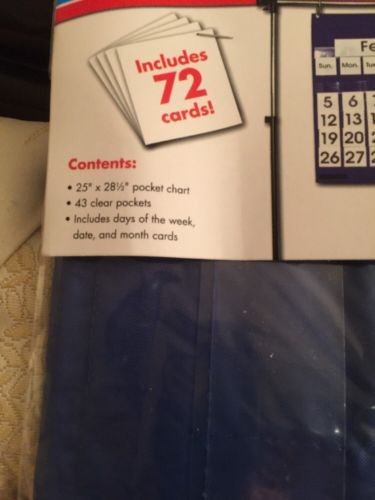 Includes
72
cards!
Contents:
• 25" x 28½" pocket chart
• 43 clear pockets
• Includes days of the week,
date, and month cards
Fe
Sun. Mon. Tu
5 6
12 13
19 20
26 27